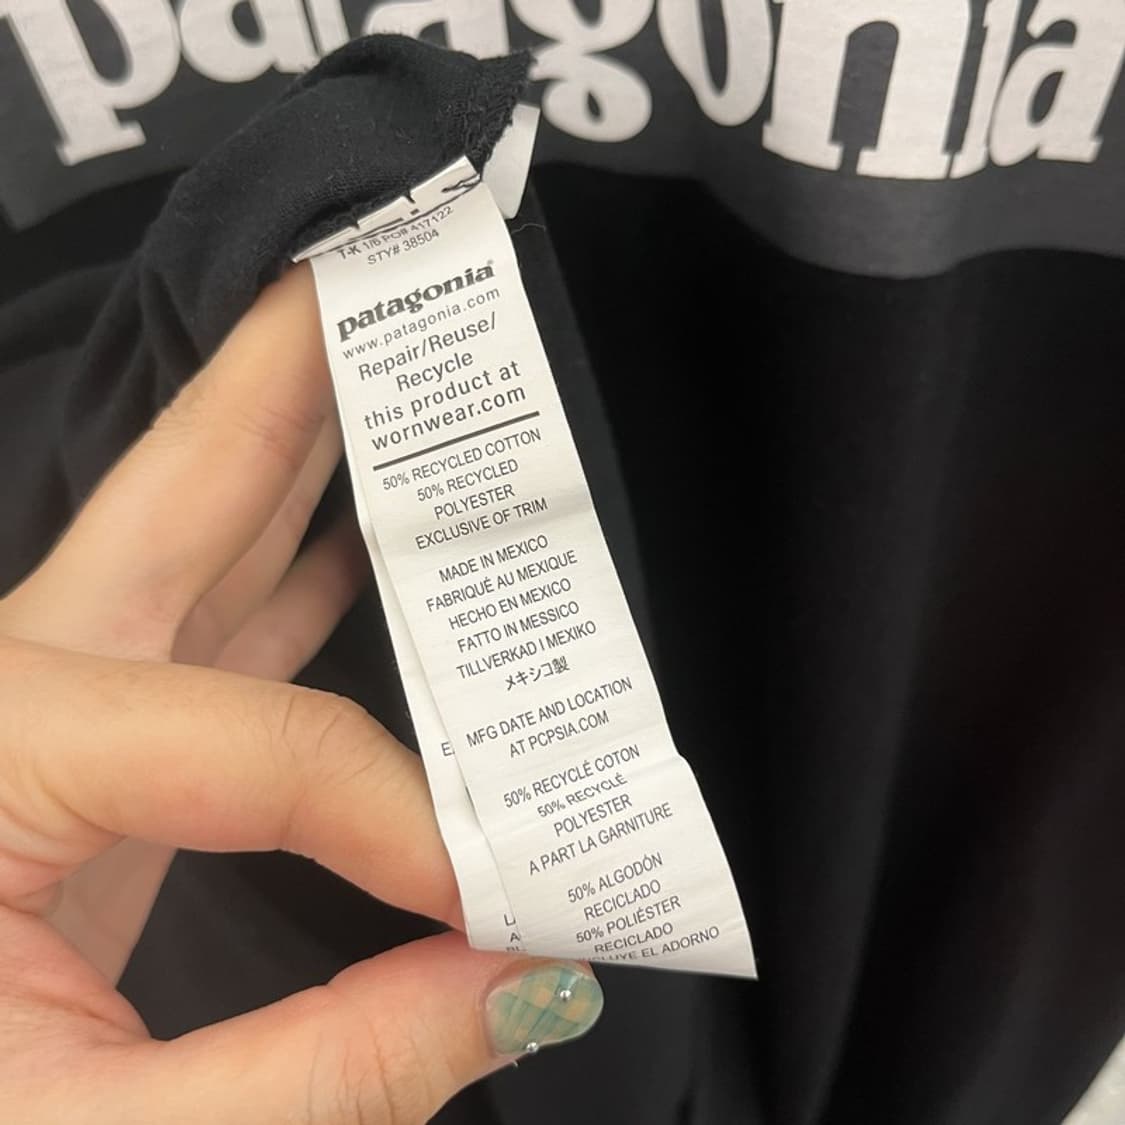 patagonia
T-K 1/6 PO# 417122
STY# 38504
patagonia®
www.patagonia.com
Repair/Reuse/
Recycle
this product at
wornwear.com
50% RECYCLED COTTON
50% RECYCLED
POLYESTER
EXCLUSIVE OF TRIM
MADE IN MEXICO
FABRIQUÉ AU MEXIQUE
HECHO EN MEXICO
FATTO IN MESSICO
TILLVERKAD I MEXIKO
メキシコ製
MFG DATE AND LOCATION
AT PCPSIA.COM
50% RECYCLÉ COTON
50% RECYCLÉ
POLYESTER
A PART LA GARNITURE
50% ALGODÓN
RECICLADO
50% POLIÉSTER
RECICLADO
EL ADORNO